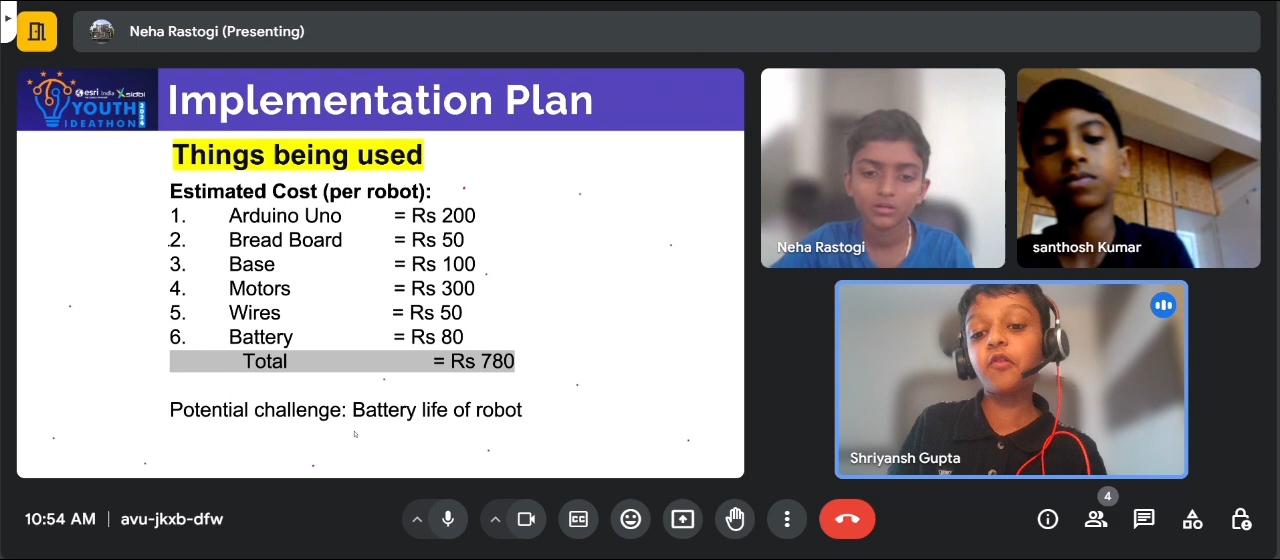 Neha Rastogi (Presenting)
esri India sidbi
YOUTH
IDEATHON
2024
Implementation Plan
Things being used
Estimated Cost (per robot):
1. Arduino Uno = Rs 200
2. Bread Board = Rs 50
3. Base = Rs 100
4. Motors = Rs 300
5. Wires = Rs 50
6. Battery = Rs 80
Total = Rs 780
Potential challenge: Battery life of robot
Neha Rastogi
santhosh Kumar
Shriyansh Gupta
10:54 AM | avu-jkxb-dfw
CC
4